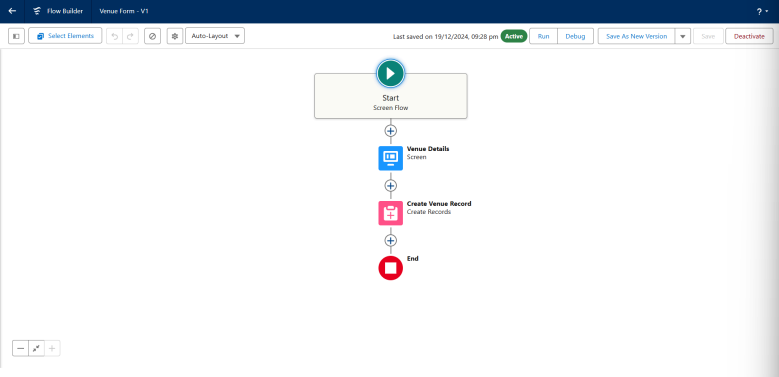 Flow Builder
Venue Form - V1
?
Select Elements
Auto-Layout
Last saved on 19/12/2024, 09:28 pm
Active
Run
Debug
Save As New Version
Save
Deactivate
Start
Screen Flow
Venue Details
Screen
Create Venue Record
Create Records
End